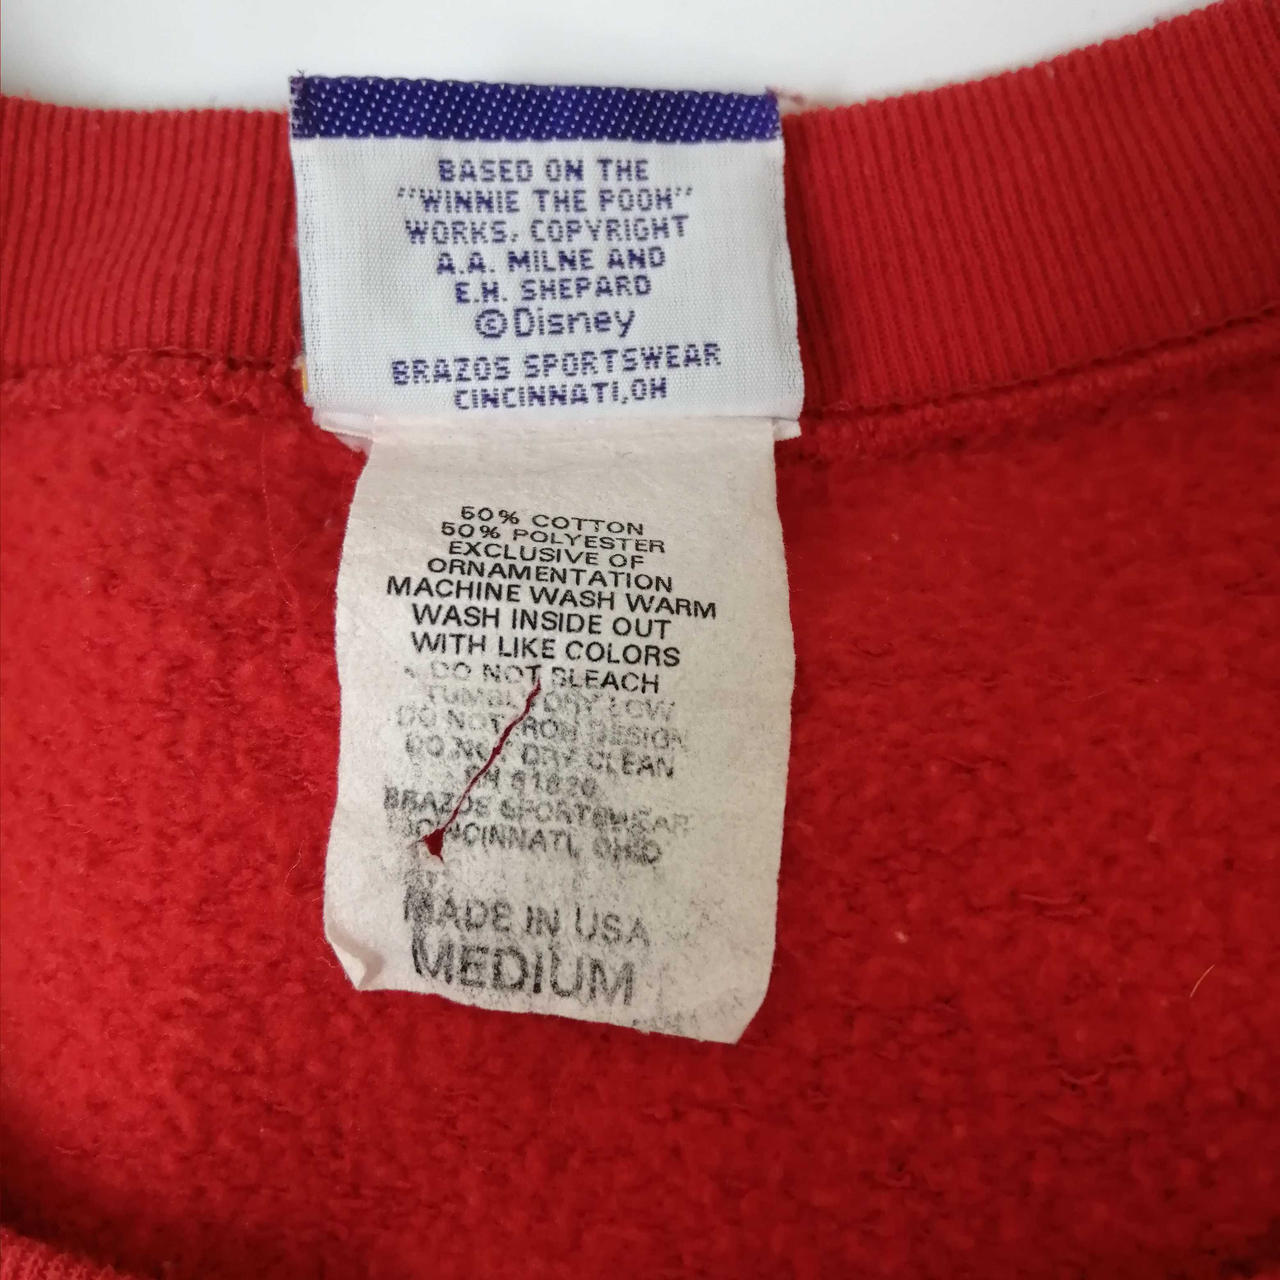 BASED ON THE
"WINNIE THE POOH"
WORKS, COPYRIGHT
A.A. MILNE AND
E.H. SHEPARD
©Disney
BRAZOS SPORTSWEAR
CINCINNATI,OH
50% COTTON
50% POLYESTER
EXCLUSIVE OF
ORNAMENTATION
MACHINE WASH WARM
WASH INSIDE OUT
WITH LIKE COLORS
DO NOT BLEACH
TUMBLE DRY LOW
DO NOT IRON DESIGN
DO NOT DRY CLEAN
RN 61820
BRAZOS SPORTSWEAR
CINCINNATI, OHIO
MADE IN USA
MEDIUM